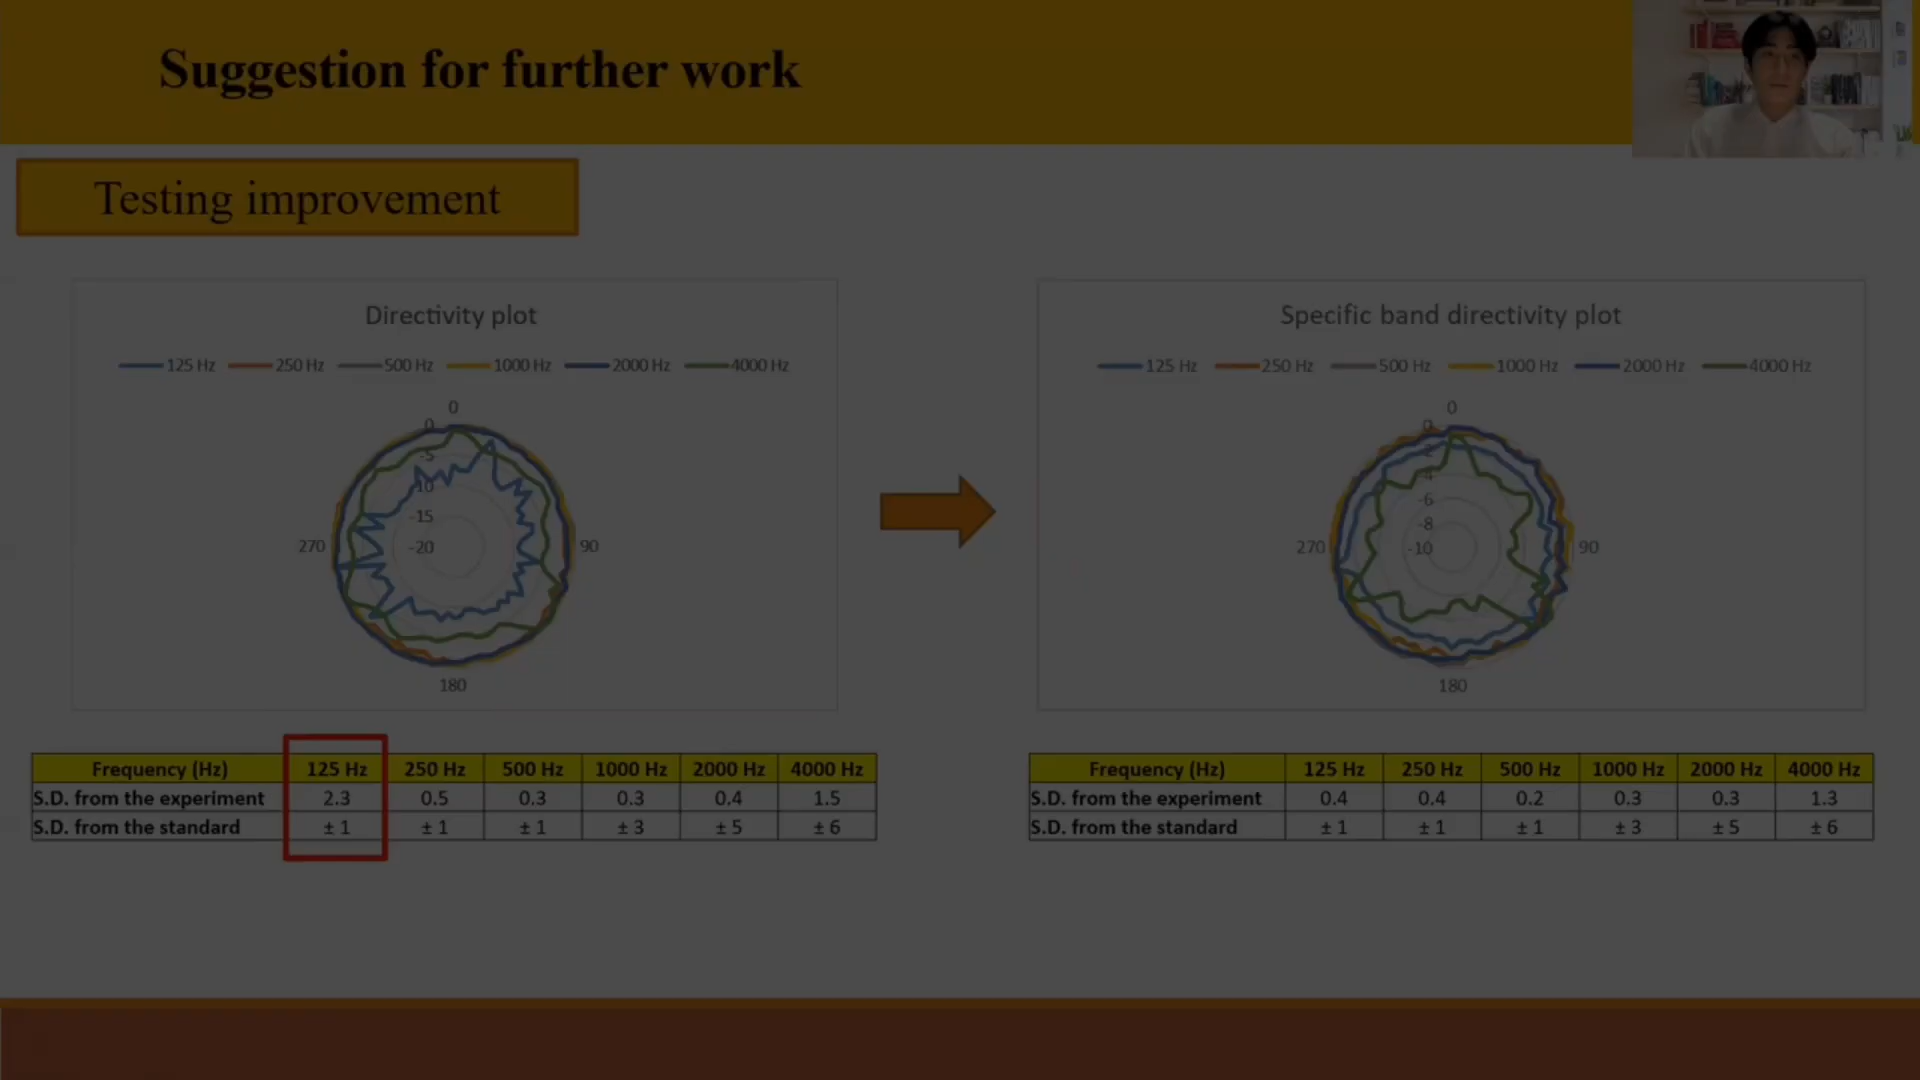 Suggestion for further work
Testing improvement
Directivity plot
125 Hz 250 Hz 500 Hz 1000 Hz 2000 Hz 4000 Hz
0
0
-5
-10
-15
-20
270
90
180
Specific band directivity plot
125 Hz 250 Hz 500 Hz 1000 Hz 2000 Hz 4000 Hz
0
0
-2
-4
-6
-8
-10
270
90
180
Frequency (Hz) 125 Hz 250 Hz 500 Hz 1000 Hz 2000 Hz 4000 Hz
S.D. from the experiment 2.3 0.5 0.3 0.3 0.4 1.5
S.D. from the standard ± 1 ± 1 ± 1 ± 3 ± 5 ± 6
Frequency (Hz) 125 Hz 250 Hz 500 Hz 1000 Hz 2000 Hz 4000 Hz
S.D. from the experiment 0.4 0.4 0.2 0.3 0.3 1.3
S.D. from the standard ± 1 ± 1 ± 1 ± 3 ± 5 ± 6